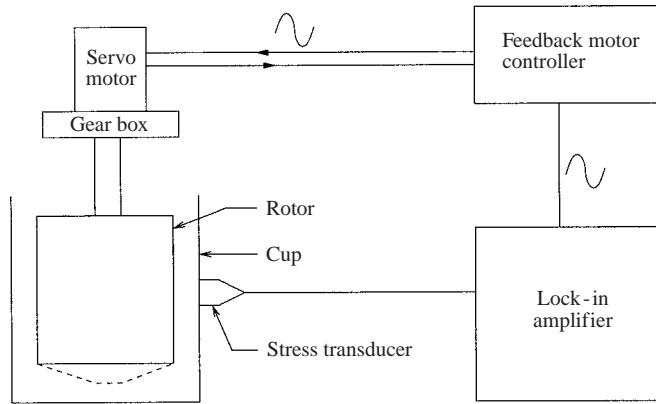 Servo
motor
Feedback motor
controller
Gear box
Rotor
Cup
Stress transducer
Lock-in
amplifier